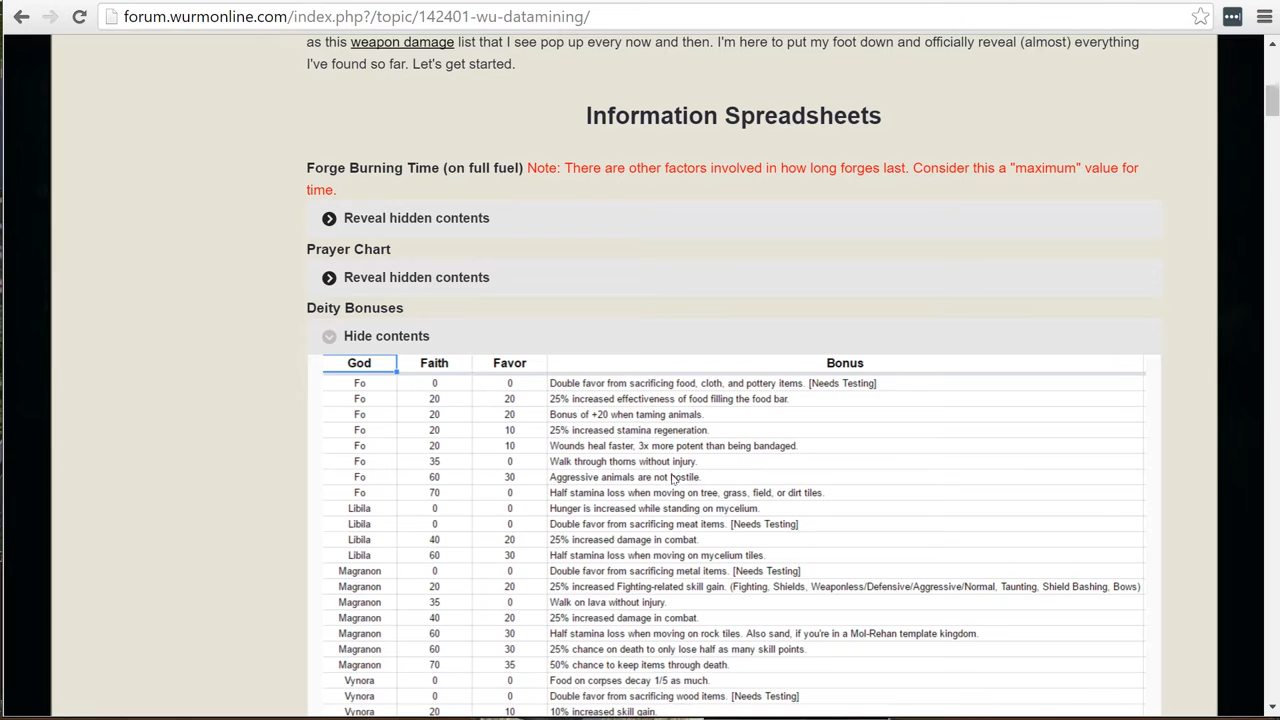 forum.wurmonline.com/index.php?/topic/142401-wu-datamining/
as this weapon damage list that I see pop up every now and then. I'm here to put my foot down and officially reveal (almost) everything
I've found so far. Let's get started.
Information Spreadsheets
Forge Burning Time (on full fuel) Note: There are other factors involved in how long forges last. Consider this a "maximum" value for
time.
Reveal hidden contents
Prayer Chart
Reveal hidden contents
Deity Bonuses
Hide contents
God Faith Favor Bonus
Fo 0 0 Double favor from sacrificing food, cloth, and pottery items. [Needs Testing]
Fo 20 20 25% increased effectiveness of food filling the food bar.
Fo 20 20 Bonus of +20 when taming animals.
Fo 20 10 25% increased stamina regeneration.
Fo 20 10 Wounds heal faster, 3x more potent than being bandaged.
Fo 35 0 Walk through thorns without injury.
Fo 60 30 Aggressive animals are not hostile.
Fo 70 0 Half stamina loss when moving on tree, grass, field, or dirt tiles.
Libila 0 0 Hunger is increased while standing on mycelium.
Libila 0 0 Double favor from sacrificing meat items. [Needs Testing]
Libila 40 20 25% increased damage in combat.
Libila 60 30 Half stamina loss when moving on mycelium tiles.
Magranon 0 0 Double favor from sacrificing metal items. [Needs Testing]
Magranon 20 20 25% increased Fighting-related skill gain. (Fighting, Shields, Weaponless/Defensive/Aggressive/Normal, Taunting, Shield Bashing, Bows)
Magranon 35 0 Walk on lava without injury.
Magranon 40 20 25% increased damage in combat.
Magranon 60 30 Half stamina loss when moving on rock tiles. Also sand, if you're in a Mol-Rehan template kingdom.
Magranon 60 30 25% chance on death to only lose half as many skill points.
Magranon 70 35 50% chance to keep items through death.
Vynora 0 0 Food on corpses decay 1/5 as much.
Vynora 0 0 Double favor from sacrificing wood items. [Needs Testing]
Vynora 20 10 10% increased skill gain.